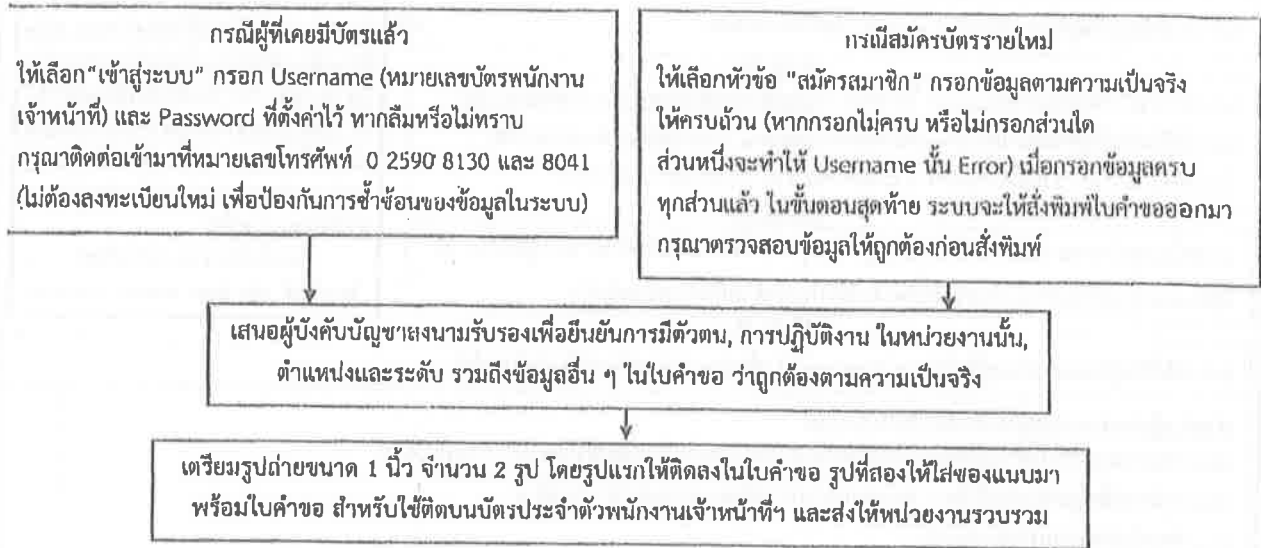 กรณีผู้ที่เคยมีบัตรแล้ว
ให้เลือก"เข้าสู่ระบบ" กรอก Username (หมายเลขบัตรพนักงาน
เจ้าหน้าที่) และ Password ที่ตั้งค่าไว้ หากลืมหรือไม่ทราบ
กรุณาติดต่อเข้ามาที่หมายเลขโทรศัพท์ 0 2590 8130 และ 8041
(ไม่ต้องลงทะเบียนใหม่ เพื่อป้องกันการซ้ำซ้อนของข้อมูลในระบบ)
กรณีสมัครบัตรรายใหม่
ให้เลือกหัวข้อ "สมัครสมาชิก" กรอกข้อมูลตามความเป็นจริง
ให้ครบถ้วน (หากกรอกไม่ครบ หรือไม่กรอกส่วนใด
ส่วนหนึ่งจะทำให้ Username นั้น Error) เมื่อกรอกข้อมูลครบ
ทุกส่วนแล้ว ในขั้นตอนสุดท้าย ระบบจะให้สั่งพิมพ์ใบคำขอออกมา
กรุณาตรวจสอบข้อมูลให้ถูกต้องก่อนสั่งพิมพ์
เสนอผู้บังคับบัญชาลงนามรับรองเพื่อยืนยันการมีตัวตน, การปฏิบัติงาน ในหน่วยงานนั้น,
ตำแหน่งและระดับ รวมถึงข้อมูลอื่น ๆ ในใบคำขอ ว่าถูกต้องตามความเป็นจริง
เตรียมรูปถ่ายขนาด 1 นิ้ว จำนวน 2 รูป โดยรูปแรกให้ติดลงในใบคำขอ รูปที่สองให้ใส่ซองแนบมา
พร้อมใบคำขอ สำหรับใช้ติดบนบัตรประจำตัวพนักงานเจ้าหน้าที่ฯ และส่งให้หน่วยงานรวบรวม